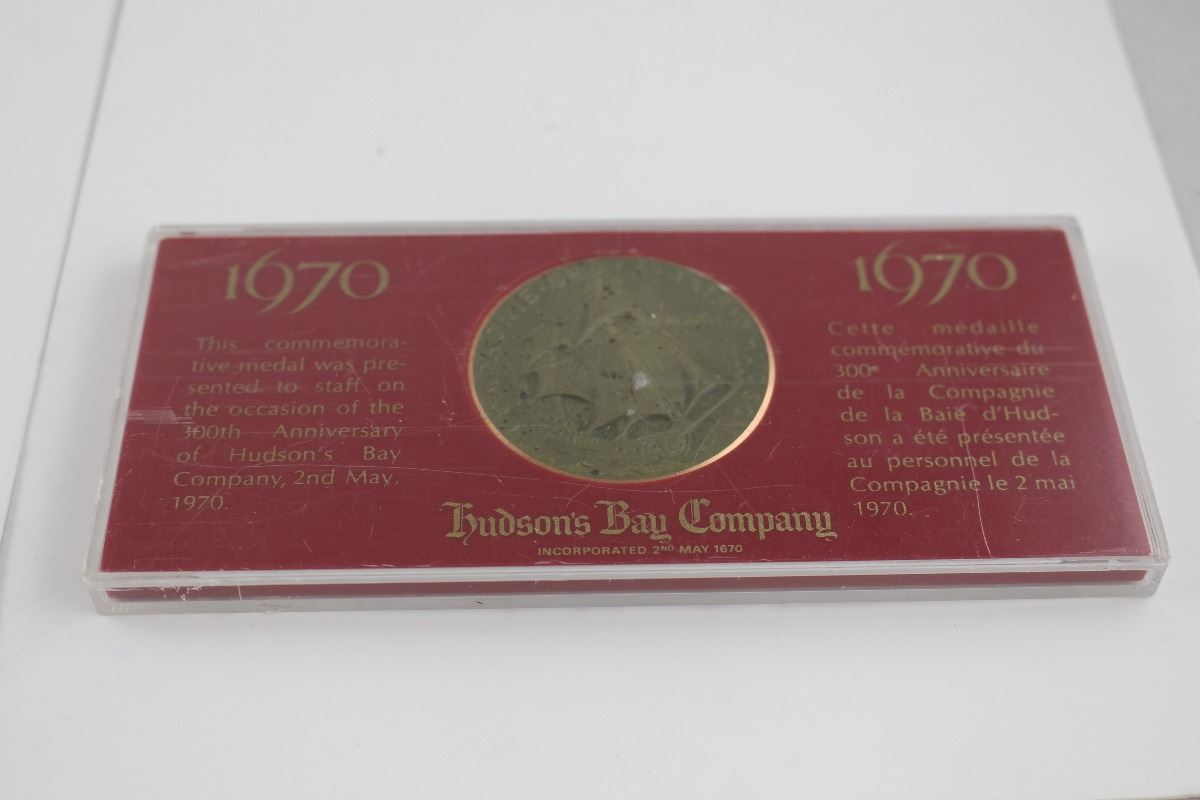 1670
This commemora-
tive medal was pre-
sented to staff on
the occasion of the
300th Anniversary
of Hudson's Bay
Company, 2nd May,
1970.
Hudson's Bay Company
INCORPORATED 2ND MAY 1670
1970
Cette médaille
commémorative du
300e Anniversaire
de la Compagnie
de la Baie d'Hud-
son a été présentée
au personnel de la
Compagnie le 2 mai
1970.